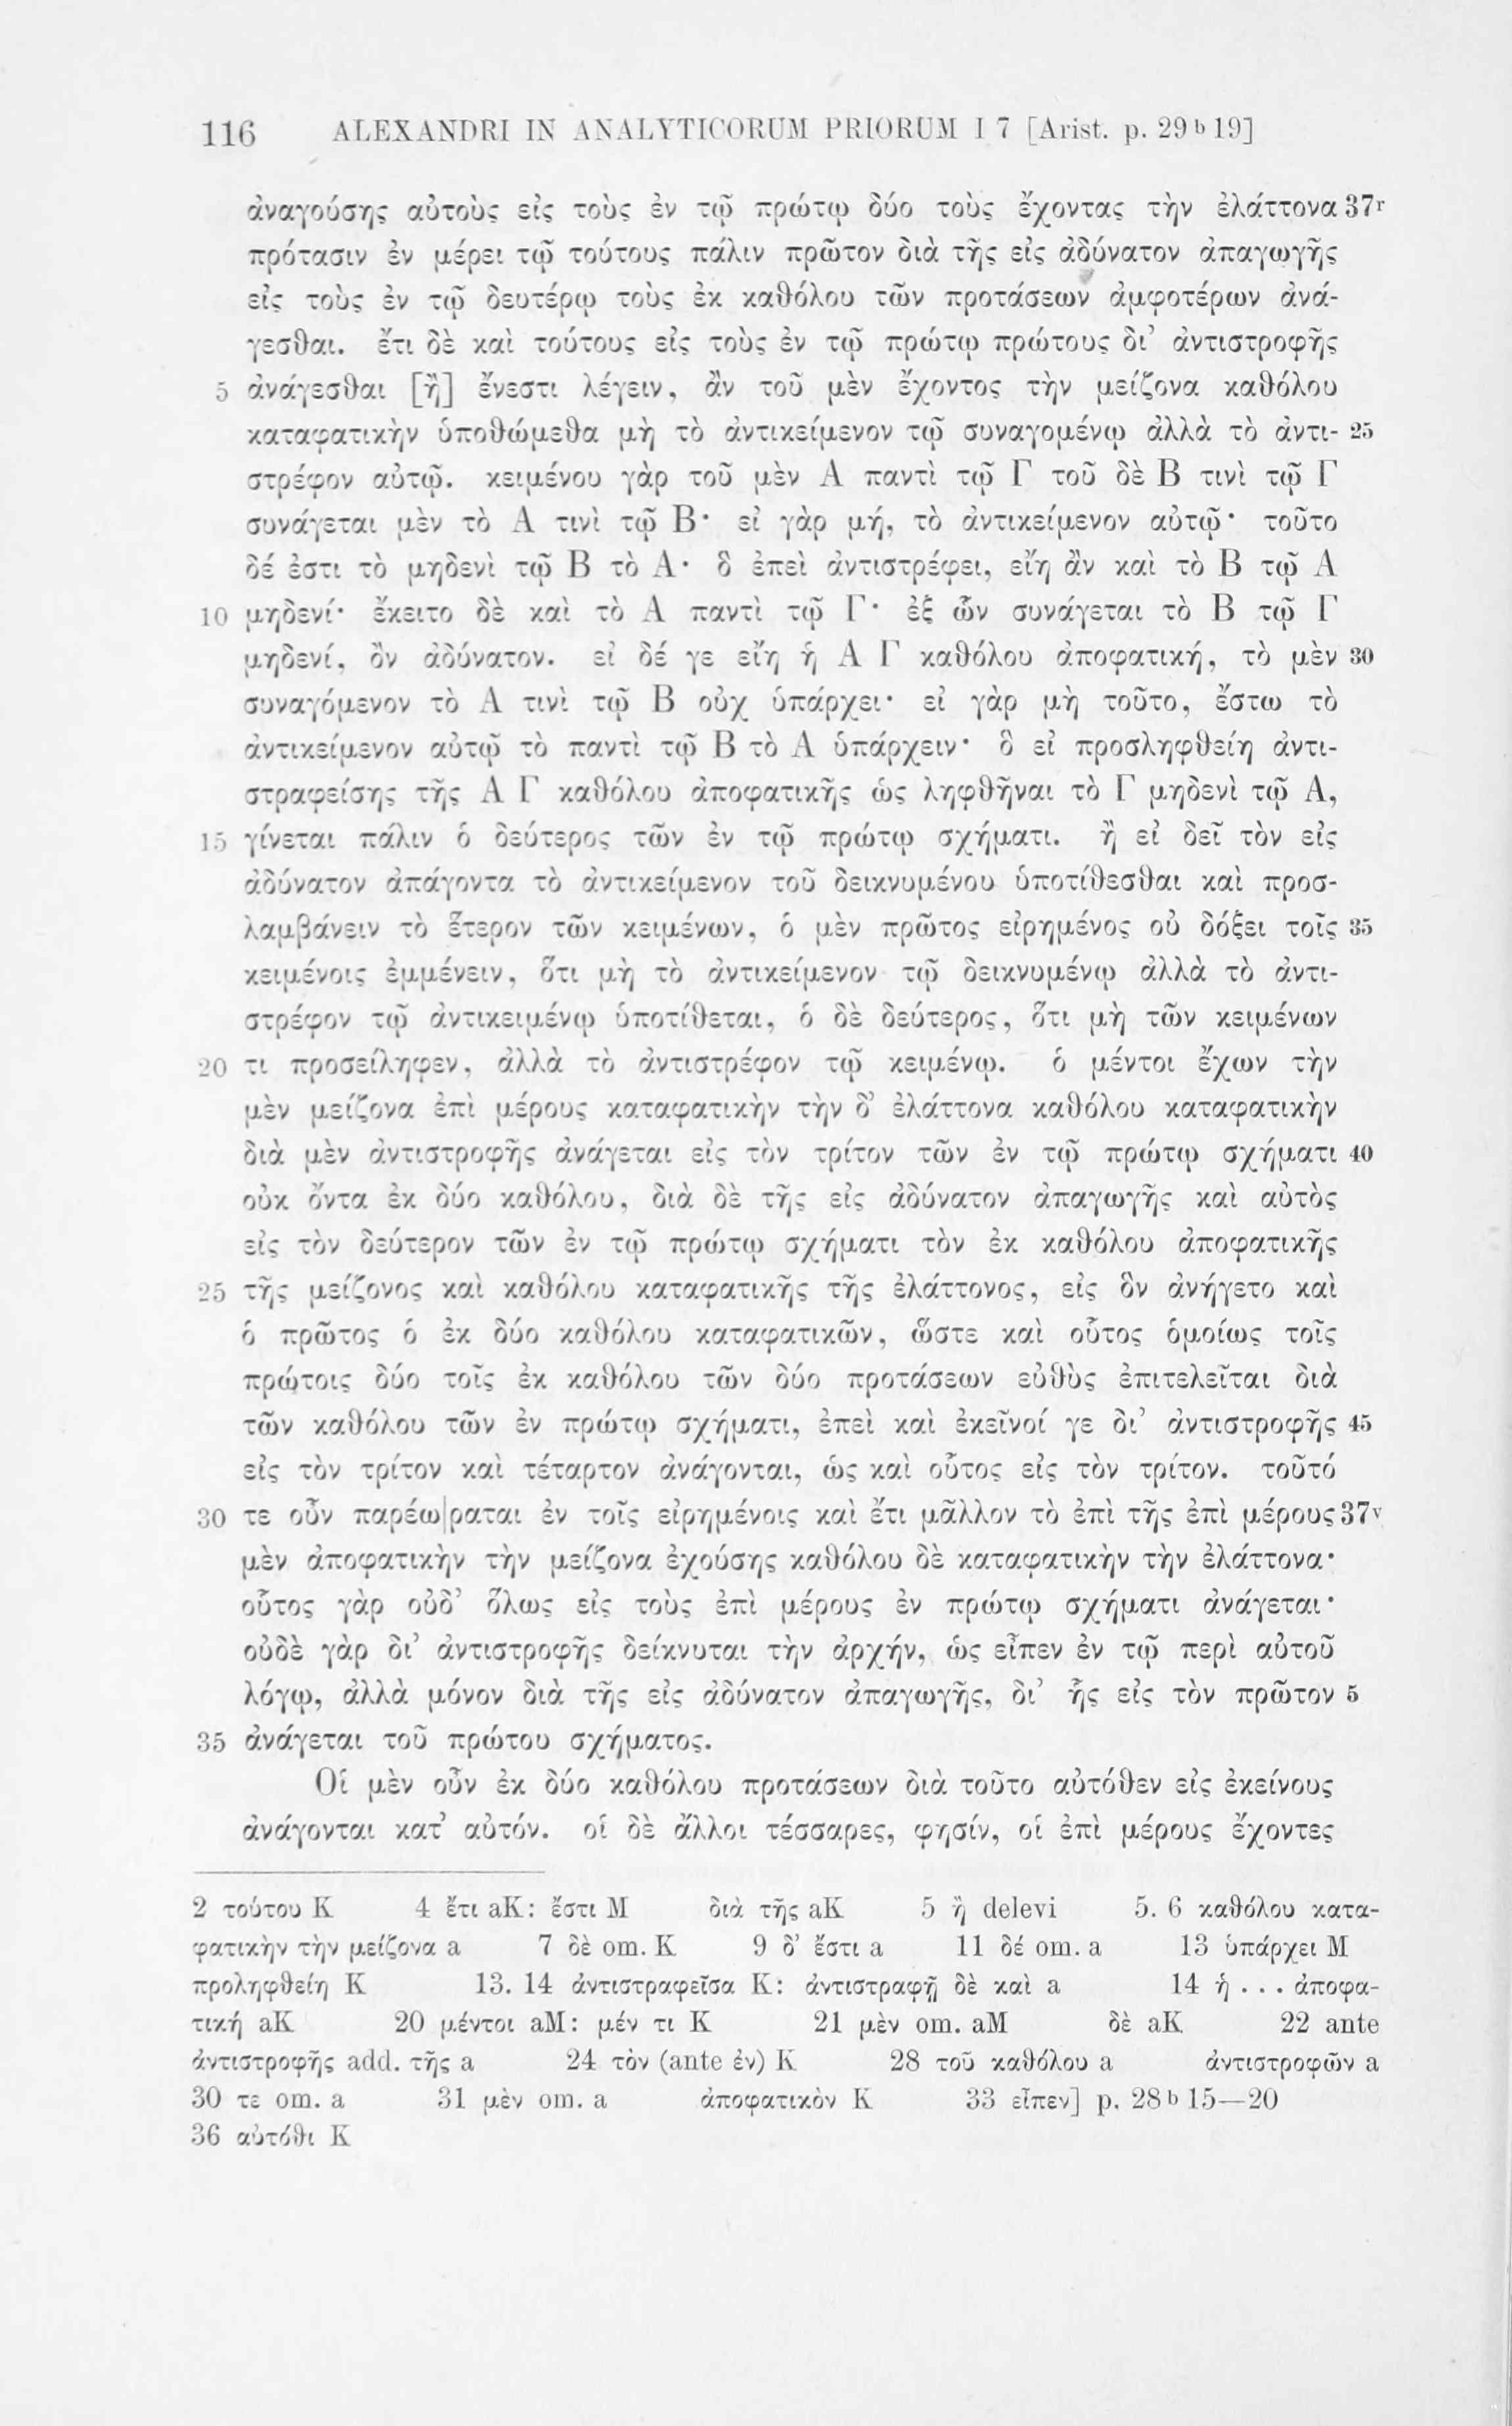 116 ALEXANDRI IN ANALYTICORUM PRIORUM I 7 [Arist. p. 29ᵇ19]
ἀναγούσης αὐτοὺς εἰς τοὺς ἐν τῷ πρώτῳ δύο τοὺς ἔχοντας τὴν ἐλάττονα 37ʳ
πρότασιν ἐν μέρει τῷ τούτους πάλιν πρῶτον διὰ τῆς εἰς ἀδύνατον ἀπαγωγῆς
εἰς τοὺς ἐν τῷ δευτέρῳ τοὺς ἐκ καθόλου τῶν προτάσεων ἀμφοτέρων ἀνά-
γεσθαι. ἔτι δὲ καὶ τούτους εἰς τοὺς ἐν τῷ πρώτῳ πρώτους δι’ ἀντιστροφῆς
5 ἀνάγεσθαι [ἢ] ἔνεστι λέγειν, ἂν τοῦ μὲν ἔχοντος τὴν μείζονα καθόλου
καταφατικὴν ὑποθώμεθα μὴ τὸ ἀντικείμενον τῷ συναγομένῳ ἀλλὰ τὸ ἀντι- 25
στρέφον αὐτῷ. κειμένου γὰρ τοῦ μὲν Α παντὶ τῷ Γ τοῦ δὲ Β τινὶ τῷ Γ
συνάγεται μὲν τὸ Α τινὶ τῷ Β· εἰ γὰρ μή, τὸ ἀντικείμενον αὐτῷ· τοῦτο
δέ ἐστι τὸ μηδενὶ τῷ Β τὸ Α· ὃ ἐπεὶ ἀντιστρέφει, εἴη ἂν καὶ τὸ Β τῷ Α
10 μηδενί· ἔκειτο δὲ καὶ τὸ Α παντὶ τῷ Γ· ἐξ ὧν συνάγεται τὸ Β τῷ Γ
μηδενί, ὂν ἀδύνατον. εἰ δέ γε εἴη ἡ Α Γ καθόλου ἀποφατική, τὸ μὲν 30
συναγόμενον τὸ Α τινὶ τῷ Β οὐχ ὑπάρχει· εἰ γὰρ μὴ τοῦτο, ἔστω τὸ
ἀντικείμενον αὐτῷ τὸ παντὶ τῷ Β τὸ Α ὑπάρχειν· ὃ εἰ προσληφθείη ἀντι-
στραφείσης τῆς Α Γ καθόλου ἀποφατικῆς ὡς ληφθῆναι τὸ Γ μηδενὶ τῷ Α,
15 γίνεται πάλιν ὁ δεύτερος τῶν ἐν τῷ πρώτῳ σχήματι. ἢ εἰ δεῖ τὸν εἰς
ἀδύνατον ἀπάγοντα τὸ ἀντικείμενον τοῦ δεικνυμένου ὑποτίθεσθαι καὶ προσ-
λαμβάνειν τὸ ἕτερον τῶν κειμένων, ὁ μὲν πρῶτος εἰρημένος οὐ δόξει τοῖς 35
κειμένοις ἐμμένειν, ὅτι μὴ τὸ ἀντικείμενον τῷ δεικνυμένῳ ἀλλὰ τὸ ἀντι-
στρέφον τῷ ἀντικειμένῳ ὑποτίθεται, ὁ δὲ δεύτερος, ὅτι μὴ τῶν κειμένων
20 τι προσείληφεν, ἀλλὰ τὸ ἀντιστρέφον τῷ κειμένῳ. ὁ μέντοι ἔχων τὴν
μὲν μείζονα ἐπὶ μέρους καταφατικὴν τὴν δ’ ἐλάττονα καθόλου καταφατικὴν
διὰ μὲν ἀντιστροφῆς ἀνάγεται εἰς τὸν τρίτον τῶν ἐν τῷ πρώτῳ σχήματι 40
οὐκ ὄντα ἐκ δύο καθόλου, διὰ δὲ τῆς εἰς ἀδύνατον ἀπαγωγῆς καὶ αὐτὸς
εἰς τὸν δεύτερον τῶν ἐν τῷ πρώτῳ σχήματι τὸν ἐκ καθόλου ἀποφατικῆς
25 τῆς μείζονος καὶ καθόλου καταφατικῆς τῆς ἐλάττονος, εἰς ὃν ἀνήγετο καὶ
ὁ πρῶτος ὁ ἐκ δύο καθόλου καταφατικῶν, ὥστε καὶ οὗτος ὁμοίως τοῖς
πρώτοις δύο τοῖς ἐκ καθόλου τῶν δύο προτάσεων εὐθὺς ἐπιτελεῖται διὰ
τῶν καθόλου τῶν ἐν πρώτῳ σχήματι, ἐπεὶ καὶ ἐκεῖνοί γε δι’ ἀντιστροφῆς 45
εἰς τὸν τρίτον καὶ τέταρτον ἀνάγονται, ὡς καὶ οὗτος εἰς τὸν τρίτον. τοῦτό
30 τε οὖν παρέω|ραται ἐν τοῖς εἰρημένοις καὶ ἔτι μᾶλλον τὸ ἐπὶ τῆς ἐπὶ μέρους 37ᵛ
μὲν ἀποφατικὴν τὴν μείζονα ἐχούσης καθόλου δὲ καταφατικὴν τὴν ἐλάττονα·
οὗτος γὰρ οὐδ’ ὅλως εἰς τοὺς ἐπὶ μέρους ἐν πρώτῳ σχήματι ἀνάγεται·
οὐδὲ γὰρ δι’ ἀντιστροφῆς δείκνυται τὴν ἀρχήν, ὡς εἶπεν ἐν τῷ περὶ αὐτοῦ
λόγῳ, ἀλλὰ μόνον διὰ τῆς εἰς ἀδύνατον ἀπαγωγῆς, δι’ ἧς εἰς τὸν πρῶτον 5
35 ἀνάγεται τοῦ πρώτου σχήματος.
Οἱ μὲν οὖν ἐκ δύο καθόλου προτάσεων διὰ τοῦτο αὐτόθεν εἰς ἐκείνους
ἀνάγονται κατ’ αὐτόν. οἱ δὲ ἄλλοι τέσσαρες, φησίν, οἱ ἐπὶ μέρους ἔχοντες
2 τούτου K 4 ἔτι aK: ἔστι M διὰ τῆς aK 5 ἢ delevi 5. 6 καθόλου κατα-
φατικὴν τὴν μείζονα a 7 δὲ om. K 9 δ’ ἔστι a 11 δέ om. a 13 ὑπάρχει M
προληφθείη K 13. 14 ἀντιστραφεῖσα K: ἀντιστραφῇ δὲ καὶ a 14 ἡ . . . ἀποφα-
τική aK 20 μέντοι aM: μέν τι K 21 μὲν om. aM δὲ aK 22 ante
ἀντιστροφῆς add. τῆς a 24 τὸν (ante ἐν) K 28 τοῦ καθόλου a ἀντιστροφῶν a
30 τε om. a 31 μὲν om. a ἀποφατικὸν K 33 εἶπεν] p. 28ᵇ15—20
36 αὐτόθι K